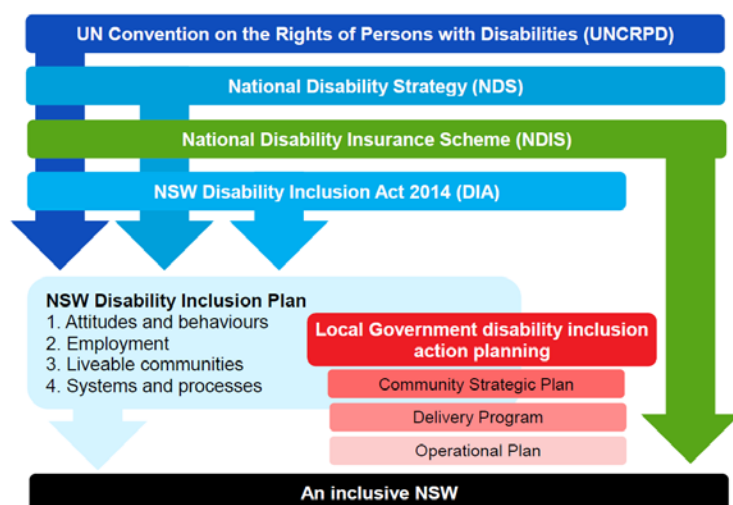 UN Convention on the Rights of Persons with Disabilities (UNCRPD)
National Disability Strategy (NDS)
National Disability Insurance Scheme (NDIS)
NSW Disability Inclusion Act 2014 (DIA)
NSW Disability Inclusion Plan
1. Attitudes and behaviours
2. Employment
3. Liveable communities
4. Systems and processes
Local Government disability inclusion
action planning
Community Strategic Plan
Delivery Program
Operational Plan
An inclusive NSW